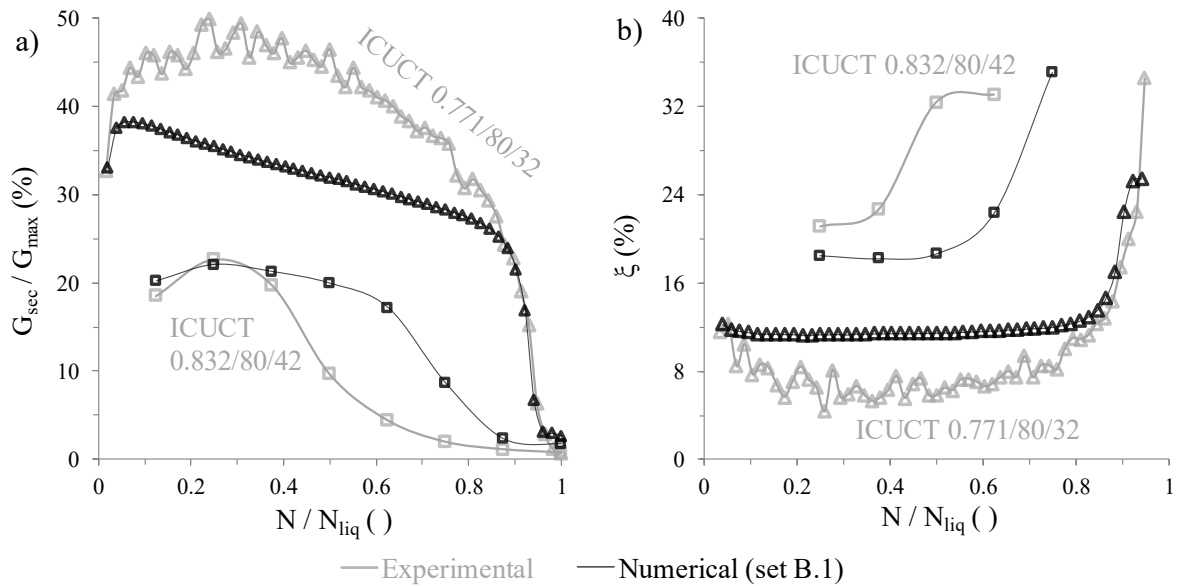 a)
50
40
30
20
10
0
G_sec / G_max (%)
ICUCT 0.771/80/32
ICUCT
0.832/80/42
0 0.2 0.4 0.6 0.8 1
N / N_liq ( )
b)
40
32
24
16
8
0
ξ (%)
ICUCT 0.832/80/42
ICUCT 0.771/80/32
0 0.2 0.4 0.6 0.8 1
N / N_liq ( )
Experimental Numerical (set B.1)